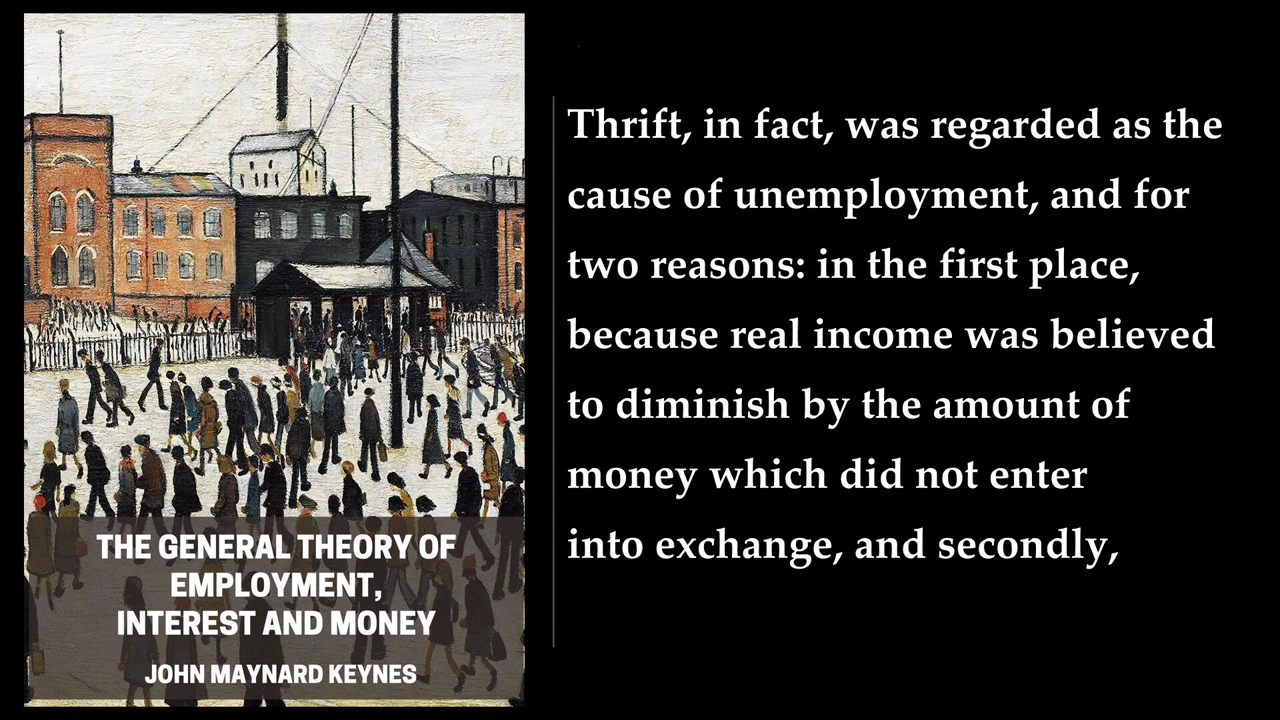 THE GENERAL THEORY OF
EMPLOYMENT,
INTEREST AND MONEY
JOHN MAYNARD KEYNES
Thrift, in fact, was regarded as the
cause of unemployment, and for
two reasons: in the first place,
because real income was believed
to diminish by the amount of
money which did not enter
into exchange, and secondly,